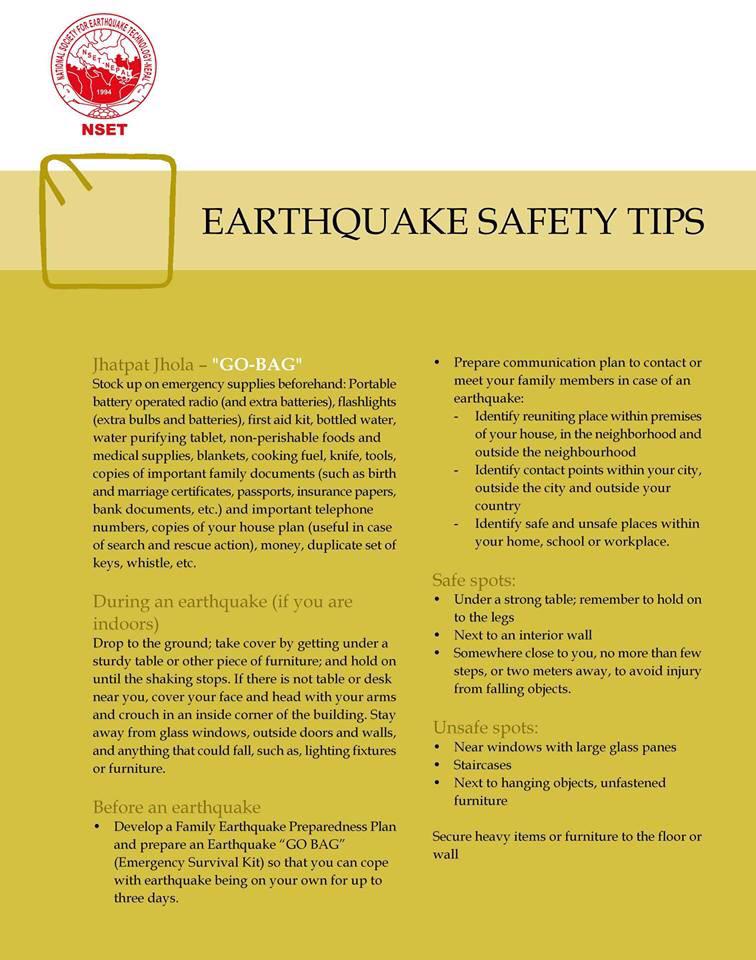 NATIONAL SOCIETY FOR EARTHQUAKE TECHNOLOGY-NEPAL
NSET-NEPAL
1994
NSET
EARTHQUAKE SAFETY TIPS
Jhatpat Jhola – "GO-BAG"
Stock up on emergency supplies beforehand: Portable
battery operated radio (and extra batteries), flashlights
(extra bulbs and batteries), first aid kit, bottled water,
water purifying tablet, non-perishable foods and
medical supplies, blankets, cooking fuel, knife, tools,
copies of important family documents (such as birth
and marriage certificates, passports, insurance papers,
bank documents, etc.) and important telephone
numbers, copies of your house plan (useful in case
of search and rescue action), money, duplicate set of
keys, whistle, etc.
During an earthquake (if you are
indoors)
Drop to the ground; take cover by getting under a
sturdy table or other piece of furniture; and hold on
until the shaking stops. If there is not table or desk
near you, cover your face and head with your arms
and crouch in an inside corner of the building. Stay
away from glass windows, outside doors and walls,
and anything that could fall, such as, lighting fixtures
or furniture.
Before an earthquake
• Develop a Family Earthquake Preparedness Plan
and prepare an Earthquake “GO BAG”
(Emergency Survival Kit) so that you can cope
with earthquake being on your own for up to
three days.
• Prepare communication plan to contact or
meet your family members in case of an
earthquake:
- Identify reuniting place within premises
of your house, in the neighborhood and
outside the neighbourhood
- Identify contact points within your city,
outside the city and outside your
country
- Identify safe and unsafe places within
your home, school or workplace.
Safe spots:
• Under a strong table; remember to hold on
to the legs
• Next to an interior wall
• Somewhere close to you, no more than few
steps, or two meters away, to avoid injury
from falling objects.
Unsafe spots:
• Near windows with large glass panes
• Staircases
• Next to hanging objects, unfastened
furniture
Secure heavy items or furniture to the floor or
wall